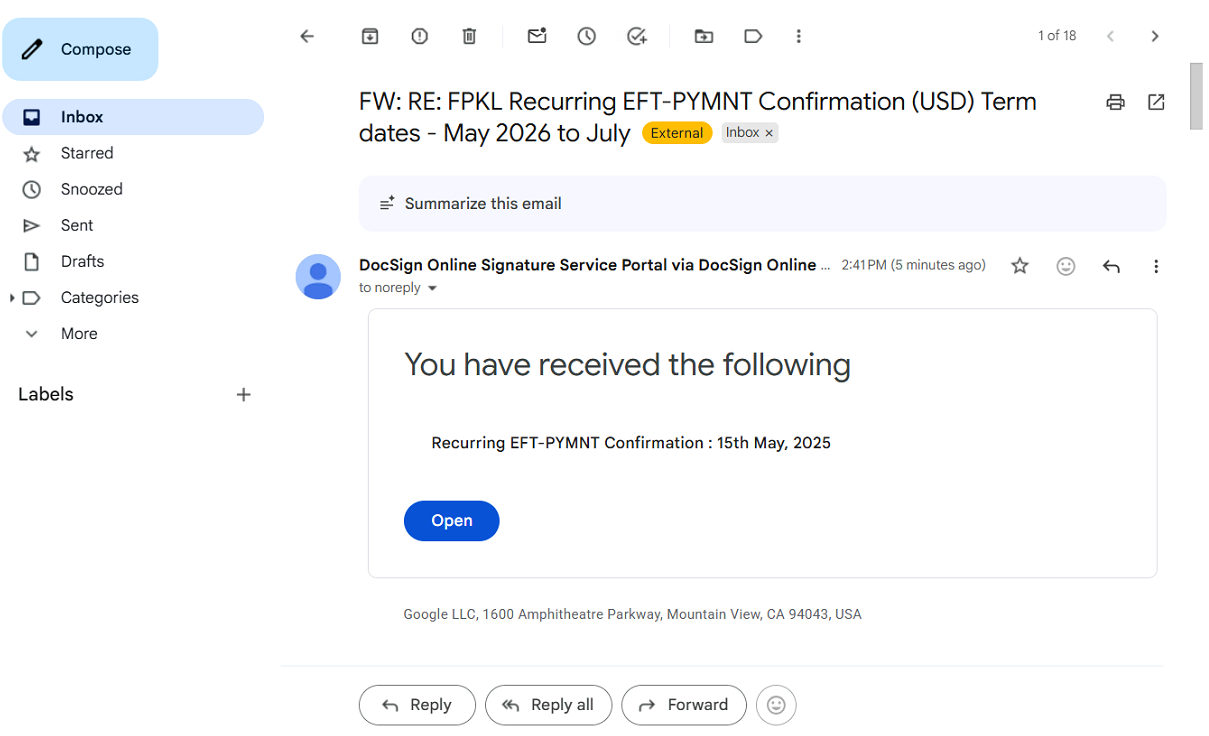 Compose
Inbox
Starred
Snoozed
Sent
Drafts
Categories
More
Labels
1 of 18
FW: RE: FPKL Recurring EFT-PYMNT Confirmation (USD) Term
dates - May 2026 to July External Inbox ×
Summarize this email
DocSign Online Signature Service Portal via DocSign Online ... 2:41 PM (5 minutes ago)
to noreply
You have received the following
Recurring EFT-PYMNT Confirmation : 15th May, 2025
Open
Google LLC, 1600 Amphitheatre Parkway, Mountain View, CA 94043, USA
Reply Reply all Forward